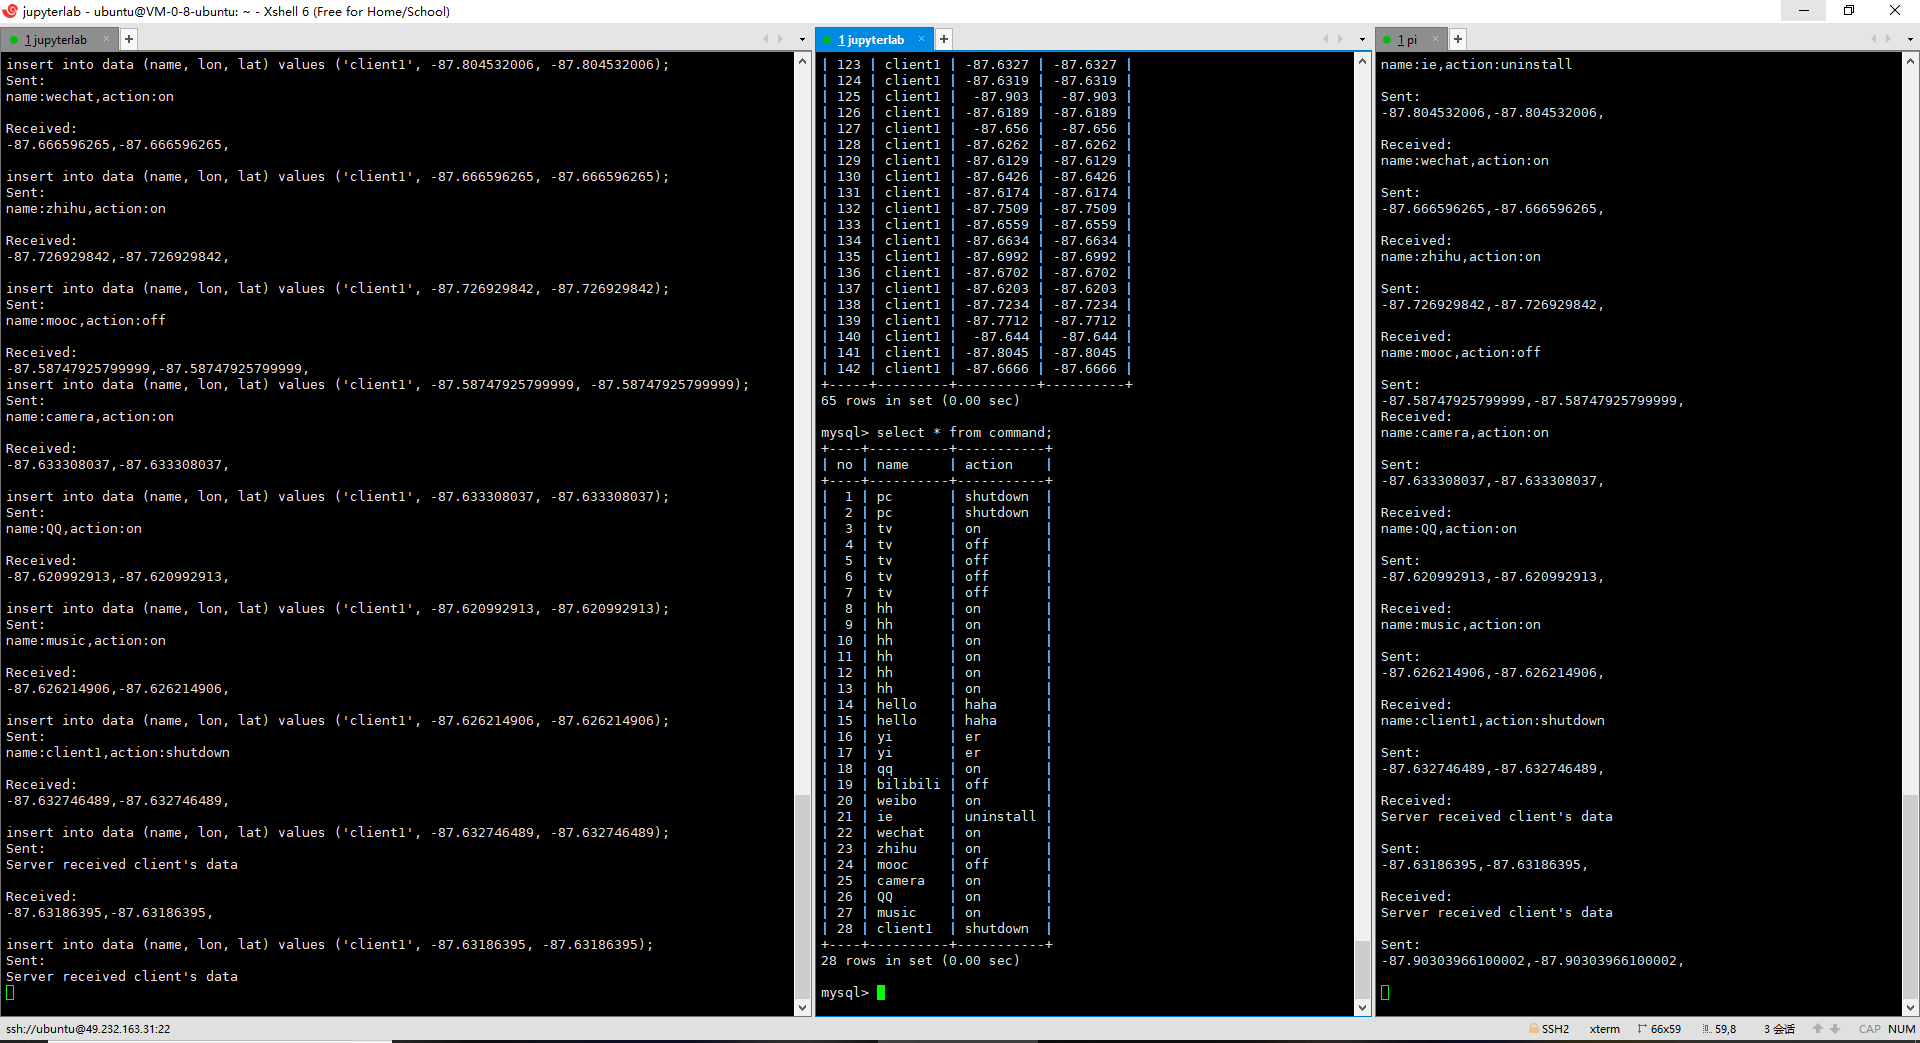 jupyterlab - ubuntu@VM-0-8-ubuntu: ~ - Xshell 6 (Free for Home/School)
1 jupyterlab
insert into data (name, lon, lat) values ('client1', -87.804532006, -87.804532006);
Sent:
name:wechat,action:on
Received:
-87.666596265,-87.666596265,
insert into data (name, lon, lat) values ('client1', -87.666596265, -87.666596265);
Sent:
name:zhihu,action:on
Received:
-87.726929842,-87.726929842,
insert into data (name, lon, lat) values ('client1', -87.726929842, -87.726929842);
Sent:
name:mooc,action:off
Received:
-87.58747925799999,-87.58747925799999,
insert into data (name, lon, lat) values ('client1', -87.58747925799999, -87.58747925799999);
Sent:
name:camera,action:on
Received:
-87.633308037,-87.633308037,
insert into data (name, lon, lat) values ('client1', -87.633308037, -87.633308037);
Sent:
name:QQ,action:on
Received:
-87.620992913,-87.620992913,
insert into data (name, lon, lat) values ('client1', -87.620992913, -87.620992913);
Sent:
name:music,action:on
Received:
-87.626214906,-87.626214906,
insert into data (name, lon, lat) values ('client1', -87.626214906, -87.626214906);
Sent:
name:client1,action:shutdown
Received:
-87.632746489,-87.632746489,
insert into data (name, lon, lat) values ('client1', -87.632746489, -87.632746489);
Sent:
Server received client's data
Received:
-87.63186395,-87.63186395,
insert into data (name, lon, lat) values ('client1', -87.63186395, -87.63186395);
Sent:
Server received client's data
1 jupyterlab
| 123 | client1 | -87.6327 | -87.6327 |
| 124 | client1 | -87.6319 | -87.6319 |
| 125 | client1 | -87.903 | -87.903 |
| 126 | client1 | -87.6189 | -87.6189 |
| 127 | client1 | -87.656 | -87.656 |
| 128 | client1 | -87.6262 | -87.6262 |
| 129 | client1 | -87.6129 | -87.6129 |
| 130 | client1 | -87.6426 | -87.6426 |
| 131 | client1 | -87.6174 | -87.6174 |
| 132 | client1 | -87.7509 | -87.7509 |
| 133 | client1 | -87.6559 | -87.6559 |
| 134 | client1 | -87.6634 | -87.6634 |
| 135 | client1 | -87.6992 | -87.6992 |
| 136 | client1 | -87.6702 | -87.6702 |
| 137 | client1 | -87.6203 | -87.6203 |
| 138 | client1 | -87.7234 | -87.7234 |
| 139 | client1 | -87.7712 | -87.7712 |
| 140 | client1 | -87.644 | -87.644 |
| 141 | client1 | -87.8045 | -87.8045 |
| 142 | client1 | -87.6666 | -87.6666 |
+-----+---------+----------+----------+
65 rows in set (0.00 sec)
mysql> select * from command;
+----+----------+-----------+
| no | name | action |
+----+----------+-----------+
| 1 | pc | shutdown |
| 2 | pc | shutdown |
| 3 | tv | on |
| 4 | tv | off |
| 5 | tv | off |
| 6 | tv | off |
| 7 | tv | off |
| 8 | hh | on |
| 9 | hh | on |
| 10 | hh | on |
| 11 | hh | on |
| 12 | hh | on |
| 13 | hh | on |
| 14 | hello | haha |
| 15 | hello | haha |
| 16 | yi | er |
| 17 | yi | er |
| 18 | qq | on |
| 19 | bilibili | off |
| 20 | weibo | on |
| 21 | ie | uninstall |
| 22 | wechat | on |
| 23 | zhihu | on |
| 24 | mooc | off |
| 25 | camera | on |
| 26 | QQ | on |
| 27 | music | on |
| 28 | client1 | shutdown |
+----+----------+-----------+
28 rows in set (0.00 sec)
mysql>
1 pi
name:ie,action:uninstall
Sent:
-87.804532006,-87.804532006,
Received:
name:wechat,action:on
Sent:
-87.666596265,-87.666596265,
Received:
name:zhihu,action:on
Sent:
-87.726929842,-87.726929842,
Received:
name:mooc,action:off
Sent:
-87.58747925799999,-87.58747925799999,
Received:
name:camera,action:on
Sent:
-87.633308037,-87.633308037,
Received:
name:QQ,action:on
Sent:
-87.620992913,-87.620992913,
Received:
name:music,action:on
Sent:
-87.626214906,-87.626214906,
Received:
name:client1,action:shutdown
Sent:
-87.632746489,-87.632746489,
Received:
Server received client's data
Sent:
-87.63186395,-87.63186395,
Received:
Server received client's data
Sent:
-87.90303966100002,-87.90303966100002,
ssh://ubuntu@49.232.163.31:22
SSH2 xterm 66x59 59,8 3 会话 CAP NUM